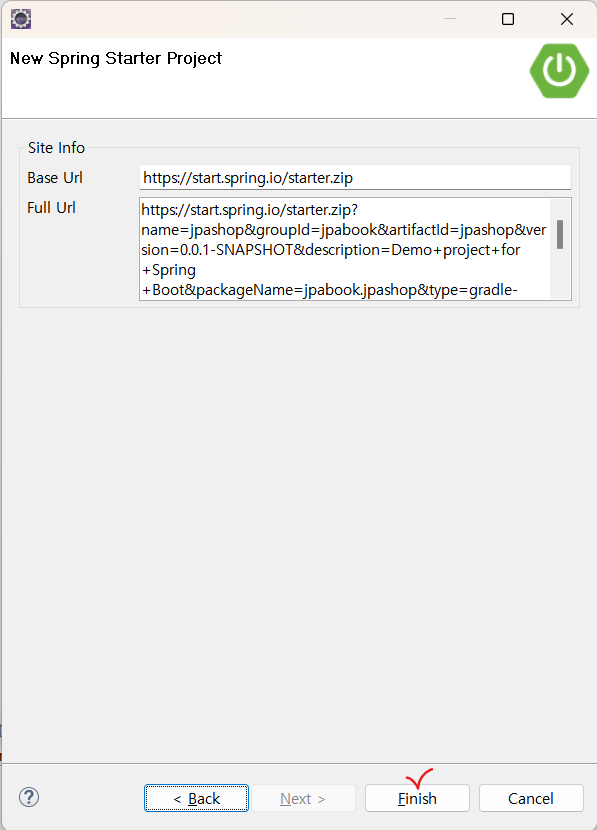 New Spring Starter Project
Site Info
Base Url
https://start.spring.io/starter.zip
Full Url
https://start.spring.io/starter.zip?
name=jpashop&groupId=jpabook&artifactId=jpashop&ver
sion=0.0.1-SNAPSHOT&description=Demo+project+for
+Spring
+Boot&packageName=jpabook.jpashop&type=gradle-
?
< Back
Next >
Finish
Cancel